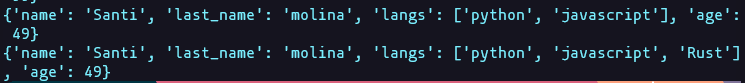 {'name': 'Santi', 'last_name': 'molina', 'langs': ['python', 'javascript'], 'age':
 49}
{'name': 'Santi', 'last_name': 'molina', 'langs': ['python', 'javascript', 'Rust']
, 'age': 49}